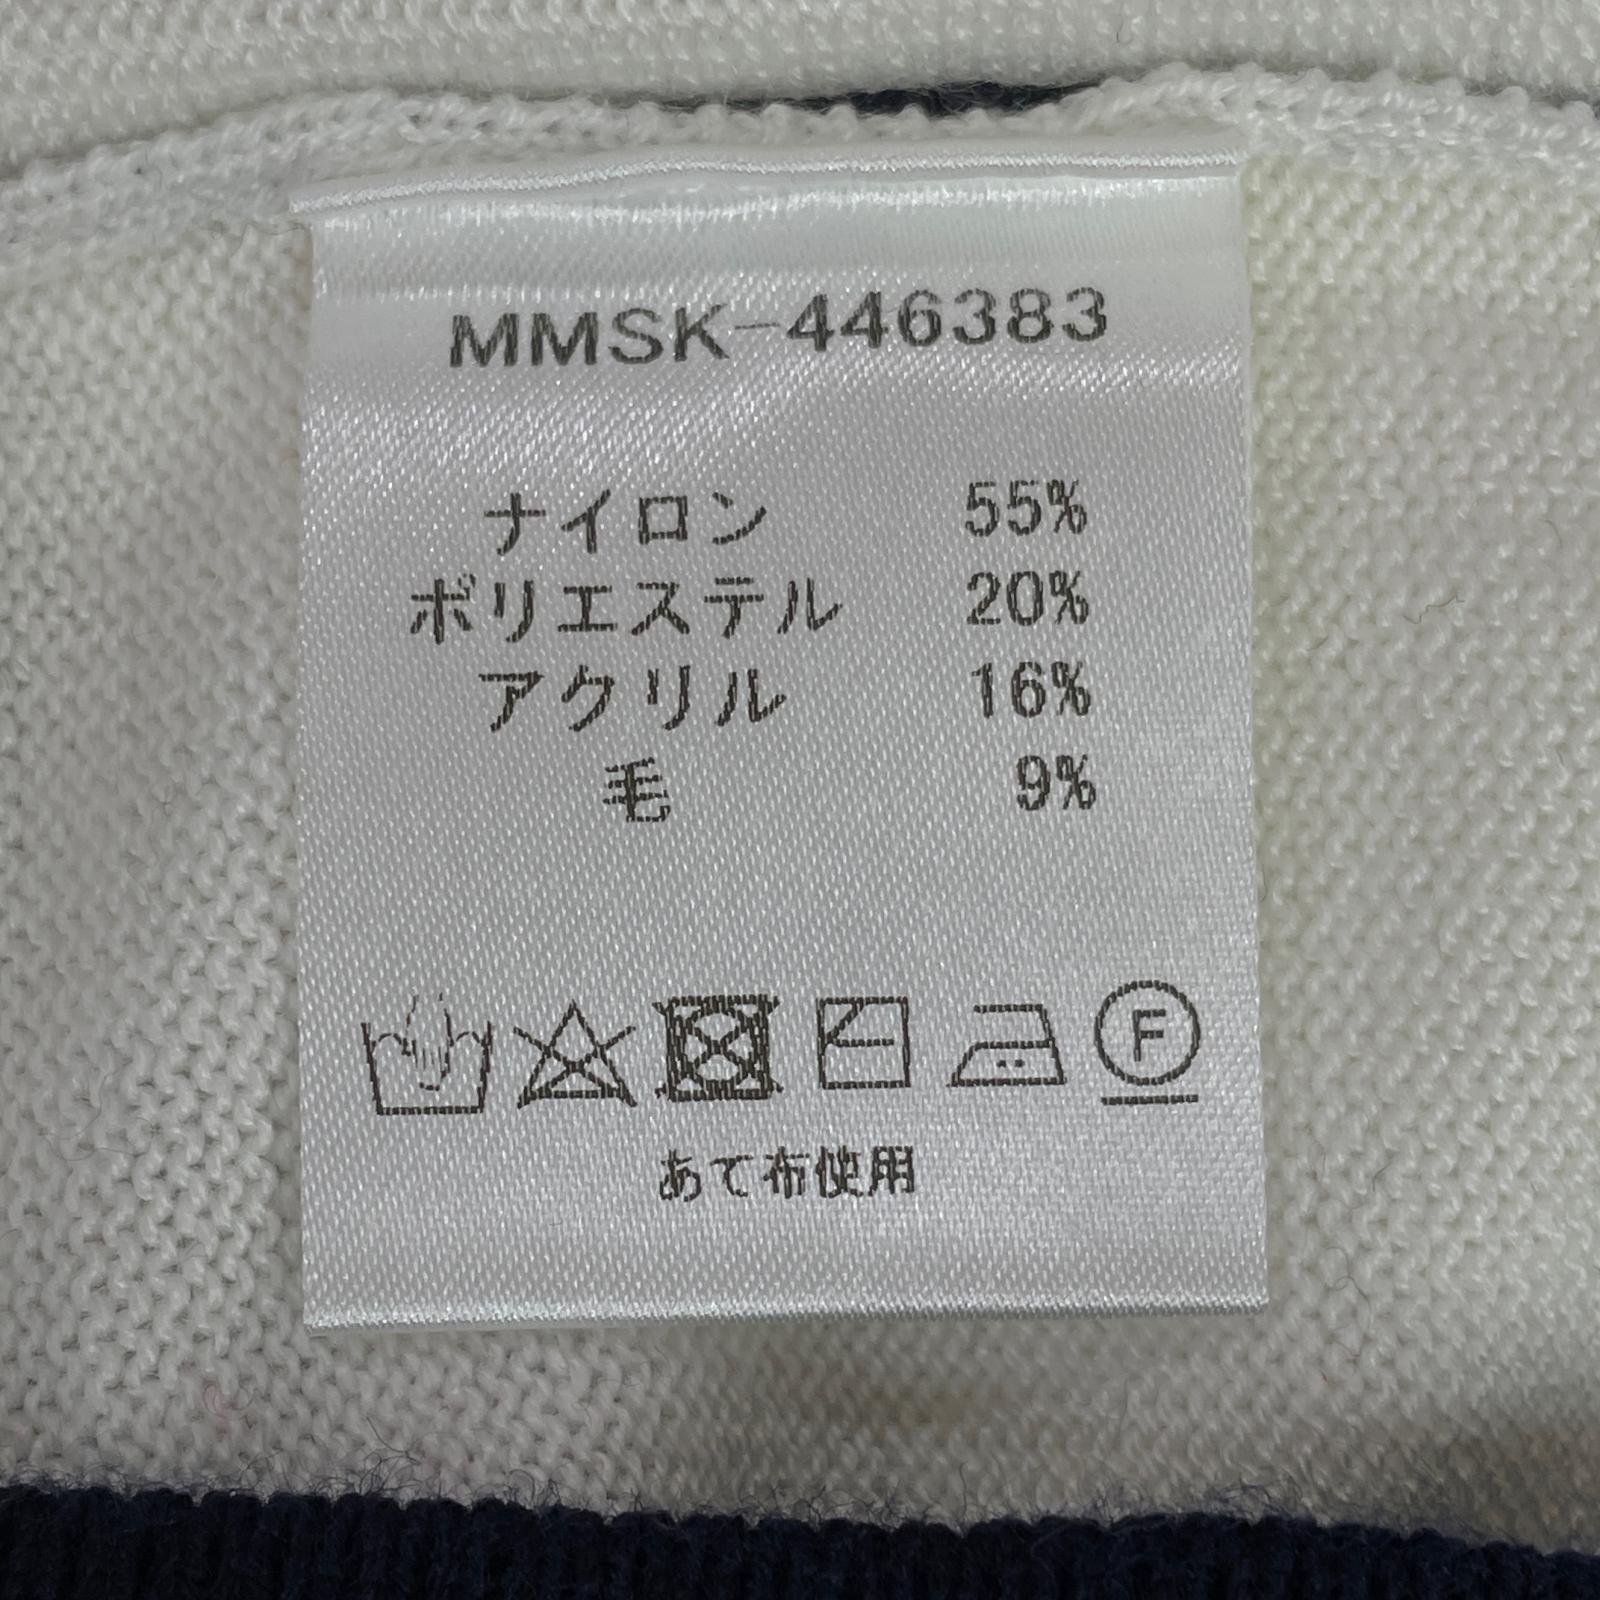 MMSK-446383
ナイロン 55%
ポリエステル 20%
アクリル 16%
毛 9%
F
あて布使用